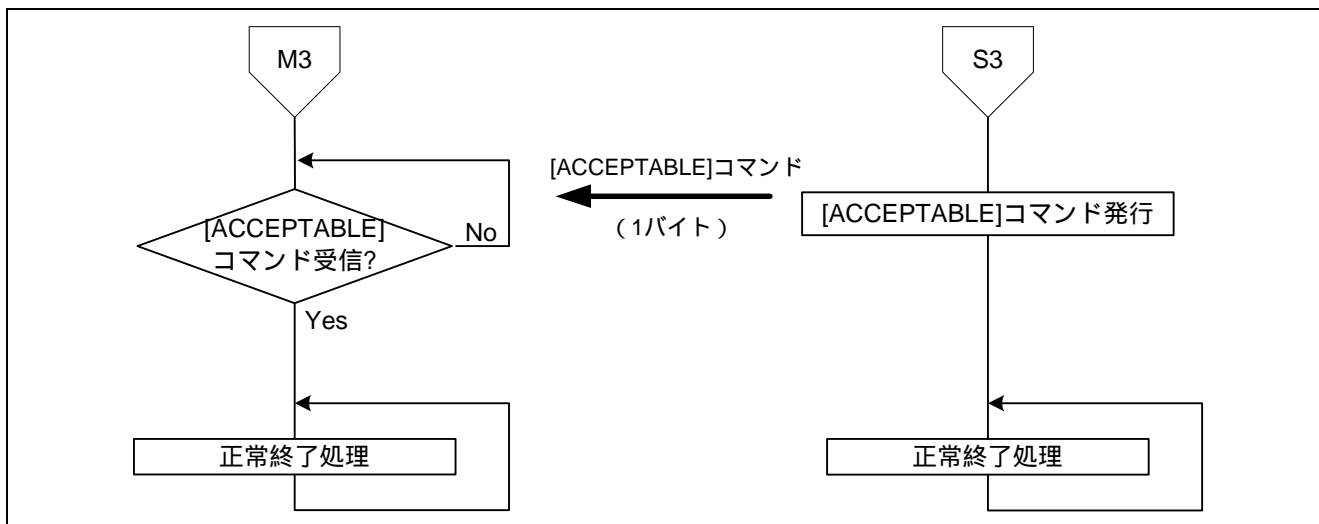 M3
S3
[ACCEPTABLE]コマンド
（1バイト）
[ACCEPTABLE]コマンド発行
[ACCEPTABLE]
コマンド受信?
No
Yes
正常終了処理
正常終了処理